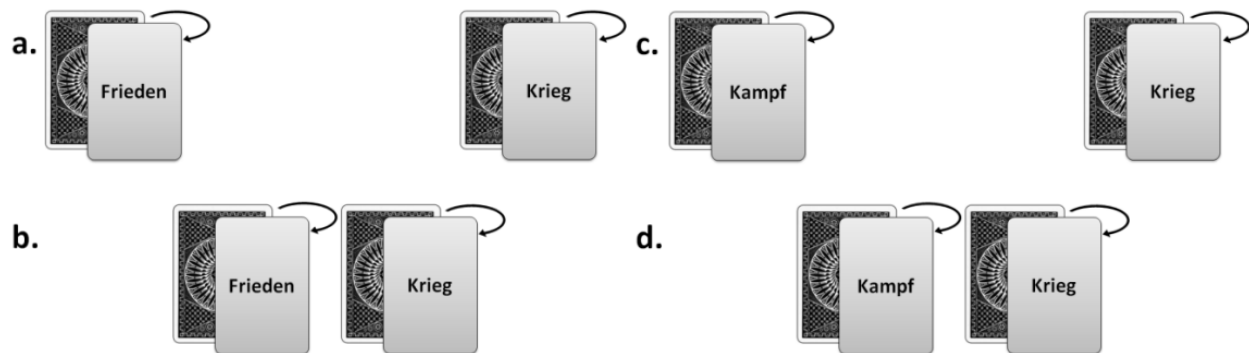 a.
Frieden
Krieg
b.
Frieden
Krieg
c.
Kampf
Krieg
d.
Kampf
Krieg